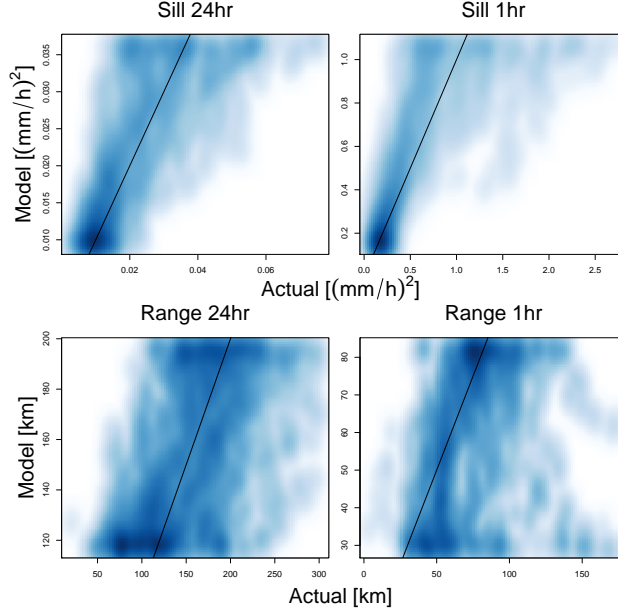 Sill 24hr
Sill 1hr
Model [(mm/h)²]
0.010 0.015 0.020 0.025 0.030 0.035
0.2 0.4 0.6 0.8 1.0
0.02 0.04 0.06
0.0 0.5 1.0 1.5 2.0 2.5
Actual [(mm/h)²]
Range 24hr
Range 1hr
Model [km]
120 140 160 180 200
30 40 50 60 70 80
50 100 150 200 250 300
0 50 100 150
Actual [km]